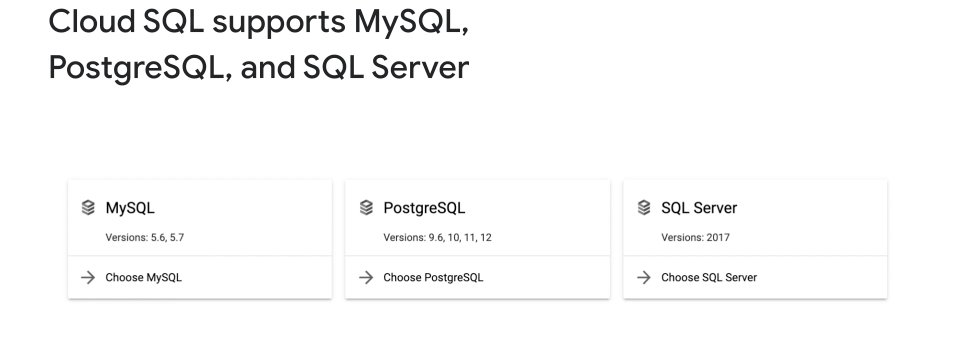 Cloud SQL supports MySQL,
PostgreSQL, and SQL Server
MySQL
Versions: 5.6, 5.7
Choose MySQL
PostgreSQL
Versions: 9.6, 10, 11, 12
Choose PostgreSQL
SQL Server
Versions: 2017
Choose SQL Server